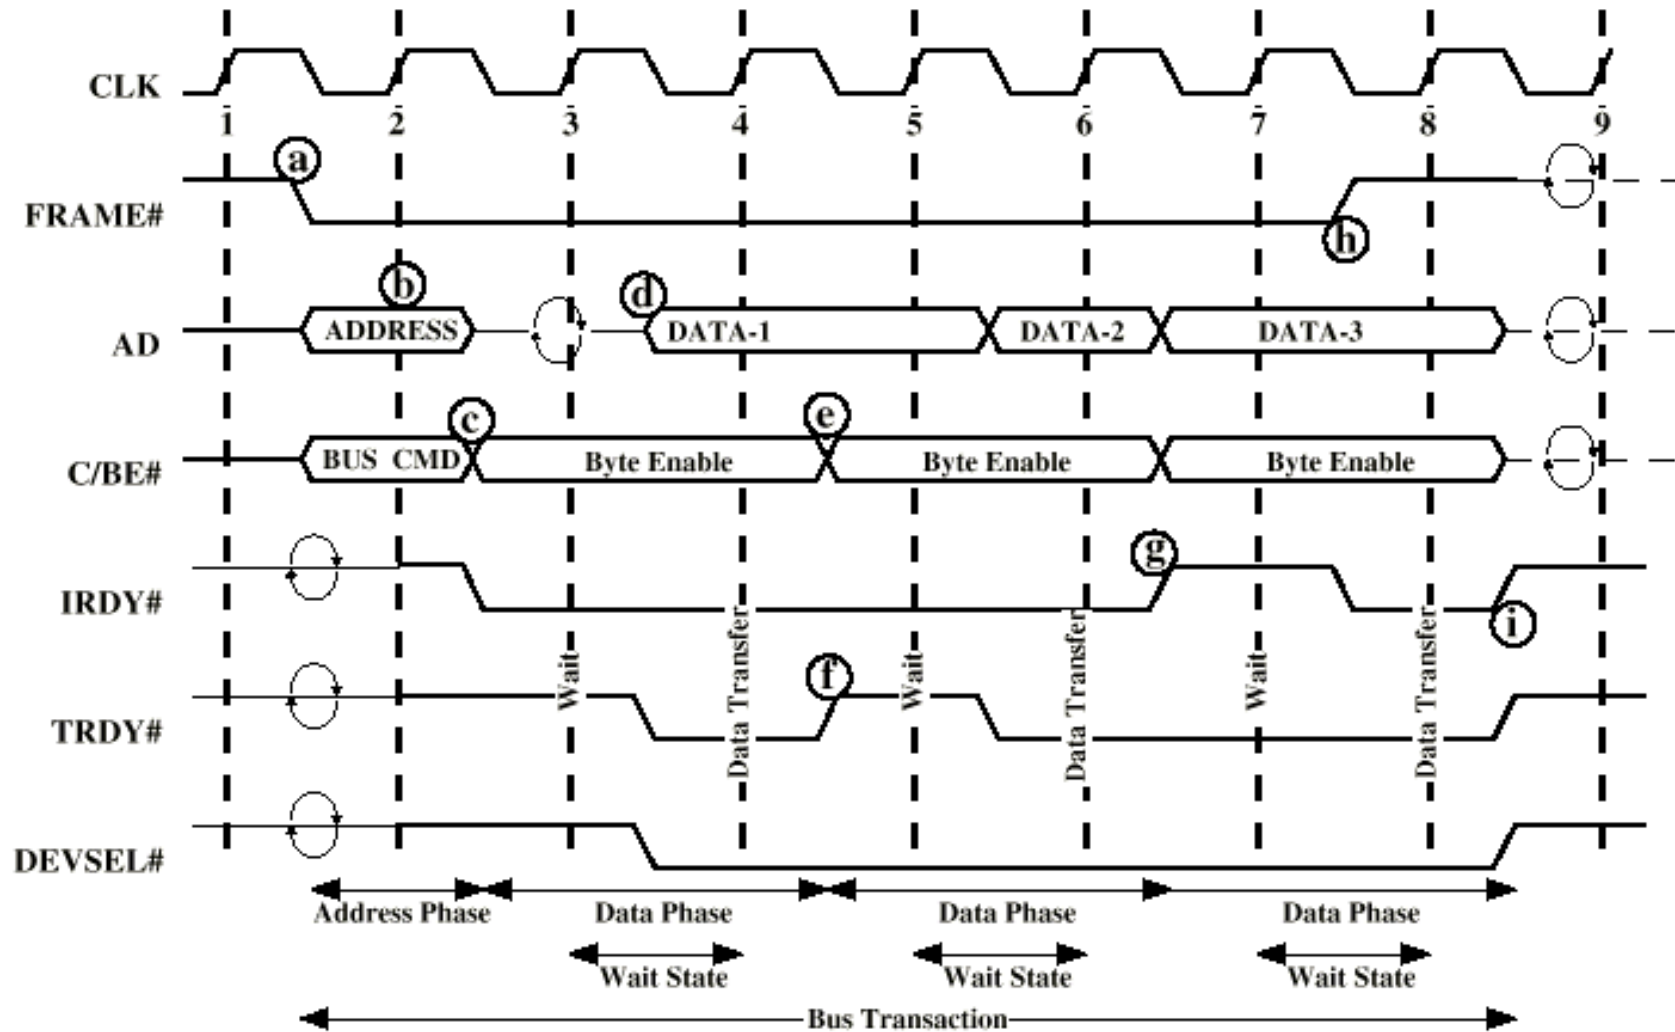 CLK
1 2 3 4 5 6 7 8 9
a
FRAME#
h
b
d
AD
ADDRESS DATA-1 DATA-2 DATA-3
c e
C/BE#
BUS CMD Byte Enable Byte Enable Byte Enable
g
IRDY#
i
Wait Data Transfer Wait Data Transfer Wait Data Transfer
f
TRDY#
DEVSEL#
Address Phase Data Phase Data Phase Data Phase
Wait State Wait State Wait State
Bus Transaction